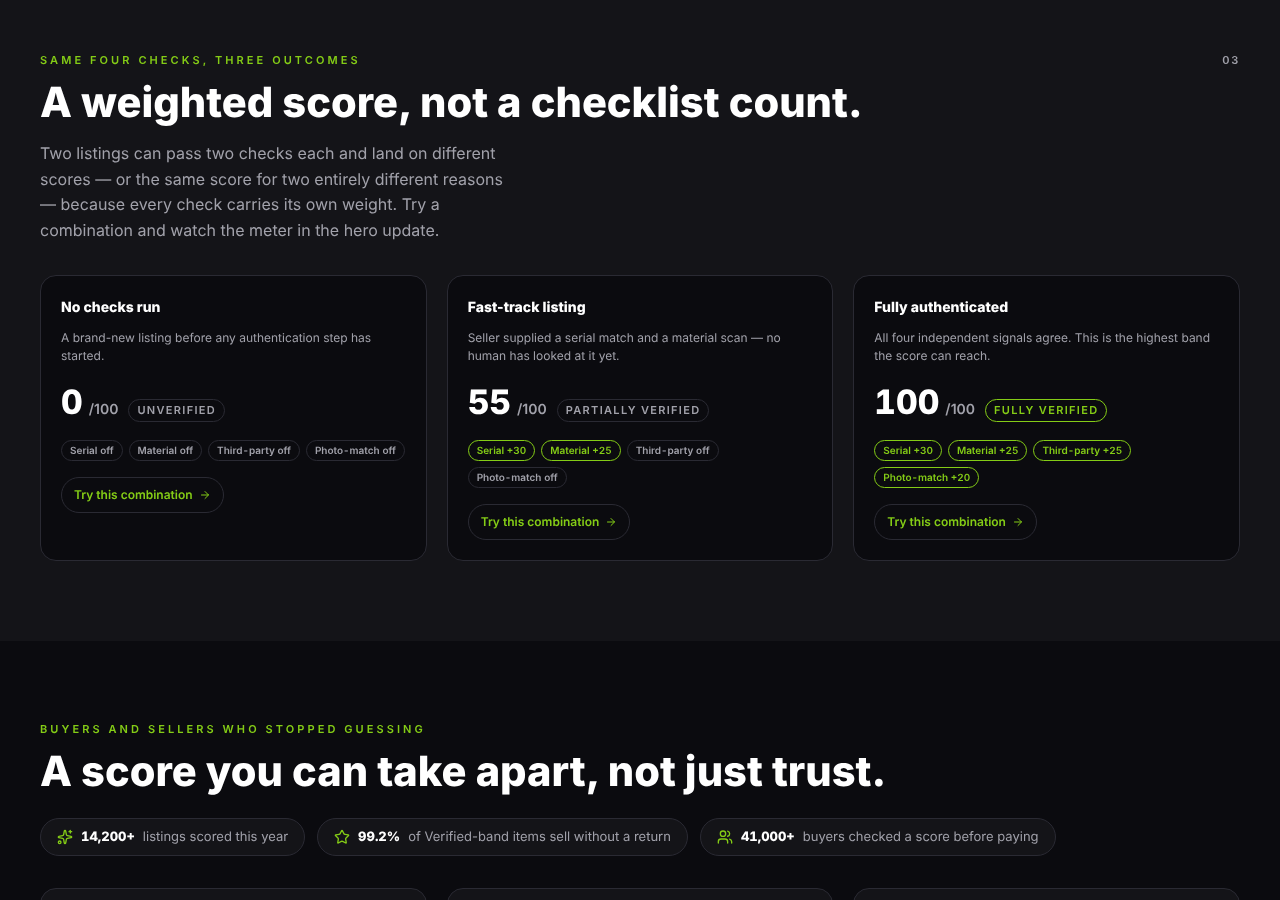 SAME FOUR CHECKS, THREE OUTCOMES
03
A weighted score, not a checklist count.
Two listings can pass two checks each and land on different
scores — or the same score for two entirely different reasons
— because every check carries its own weight. Try a
combination and watch the meter in the hero update.
No checks run
A brand-new listing before any authentication step has
started.
0 /100 UNVERIFIED
Serial off Material off Third-party off Photo-match off
Try this combination →
Fast-track listing
Seller supplied a serial match and a material scan — no
human has looked at it yet.
55 /100 PARTIALLY VERIFIED
Serial +30 Material +25 Third-party off
Photo-match off
Try this combination →
Fully authenticated
All four independent signals agree. This is the highest band
the score can reach.
100 /100 FULLY VERIFIED
Serial +30 Material +25 Third-party +25
Photo-match +20
Try this combination →
BUYERS AND SELLERS WHO STOPPED GUESSING
A score you can take apart, not just trust.
14,200+ listings scored this year
99.2% of Verified-band items sell without a return
41,000+ buyers checked a score before paying